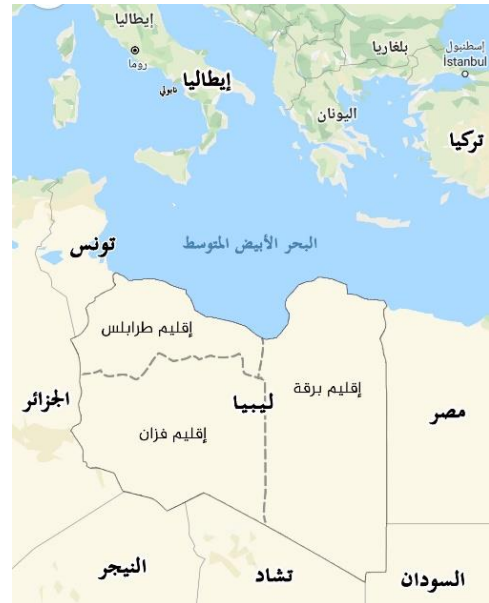 إيطاليا
روما
إيطاليا
نابولي
بلغاريا
إسطنبول
İstanbul
اليونان
تركيا
تونس
البحر الأبيض المتوسط
إقليم طرابلس
الجزائر
ليبيا
إقليم برقة
إقليم فزان
مصر
النيجر
تشاد
السودان